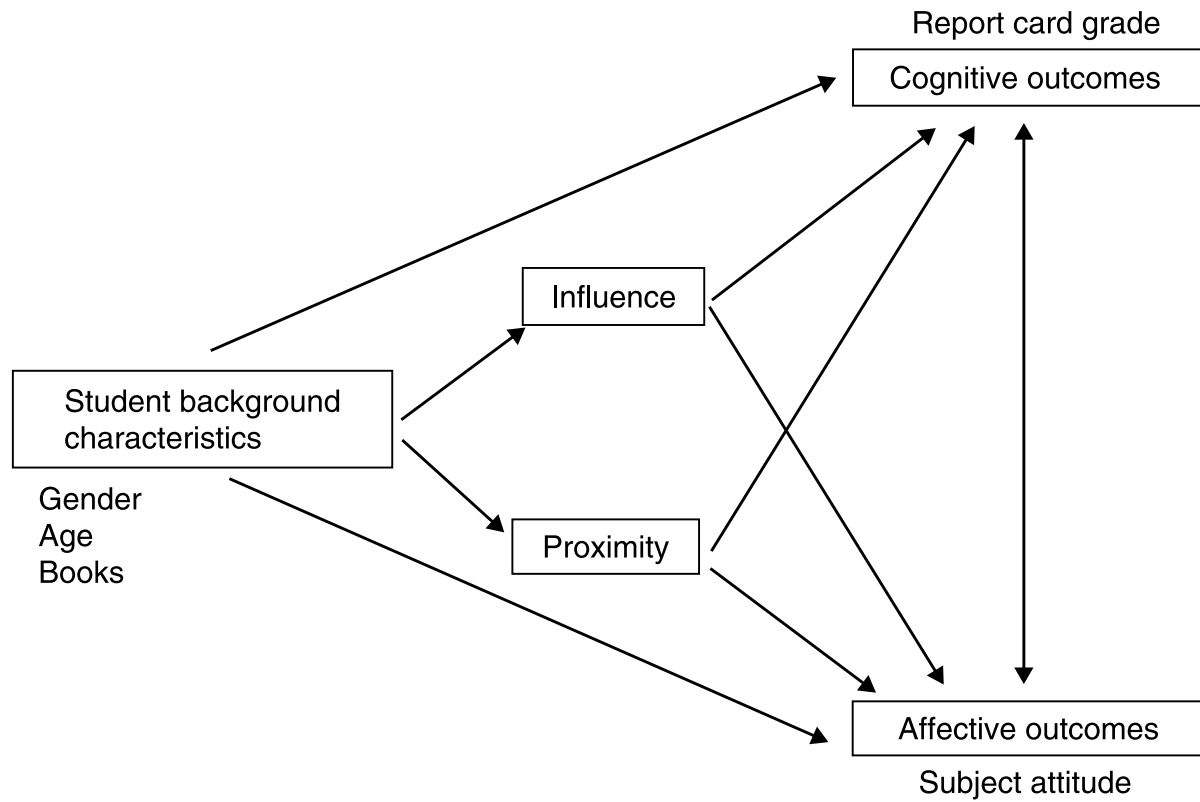 Report card grade
Cognitive outcomes
Influence
Student background
characteristics
Gender
Age
Books
Proximity
Affective outcomes
Subject attitude